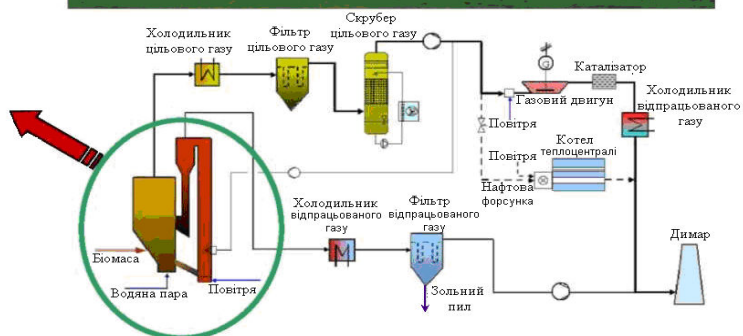 Скрубер
цільового газу
Холодильник
цільового газу
Фільтр
цільового газу
G
Каталізатор
Газовий двигун
Холодильник
відпрацьованого
газу
Повітря
Повітря
Котел
теплоцентралі
Нафтова
форсунка
Холодильник
відпрацьованого
газу
Фільтр
відпрацьованого
газу
Димар
Біомаса
Водяна пара
Повітря
Зольний
пил